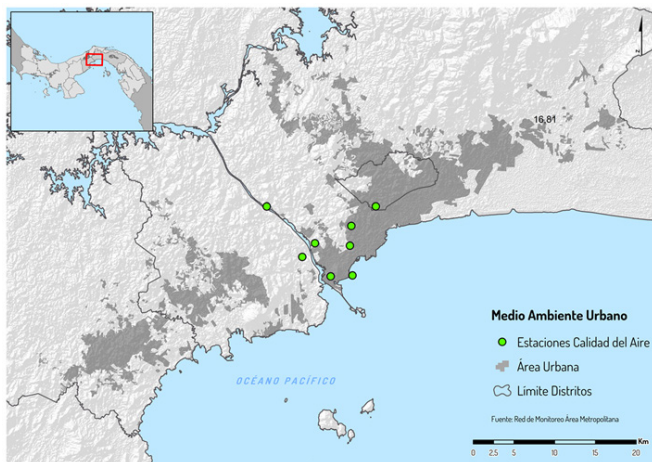 16,81
OCÉANO PACÍFICO
Medio Ambiente Urbano
Estaciones Calidad del Aire
Área Urbana
Límite Distritos
Fuente: Red de Monitoreo Área Metropolitana
Km
0 2,5 5 10 15 20